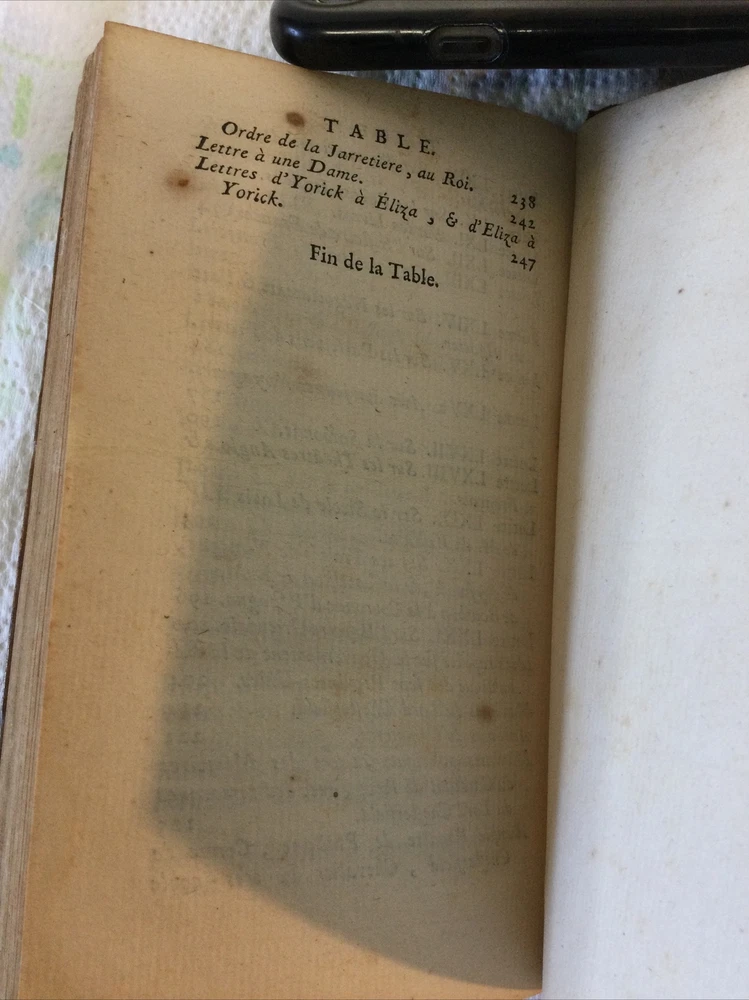 TABLE.
Ordre de la Jarretiere, au Roi. 238
Lettre à une Dame. 242
Lettres d'Yorick à Éliza, & d'Eliza à
Yorick. 247
Fin de la Table.